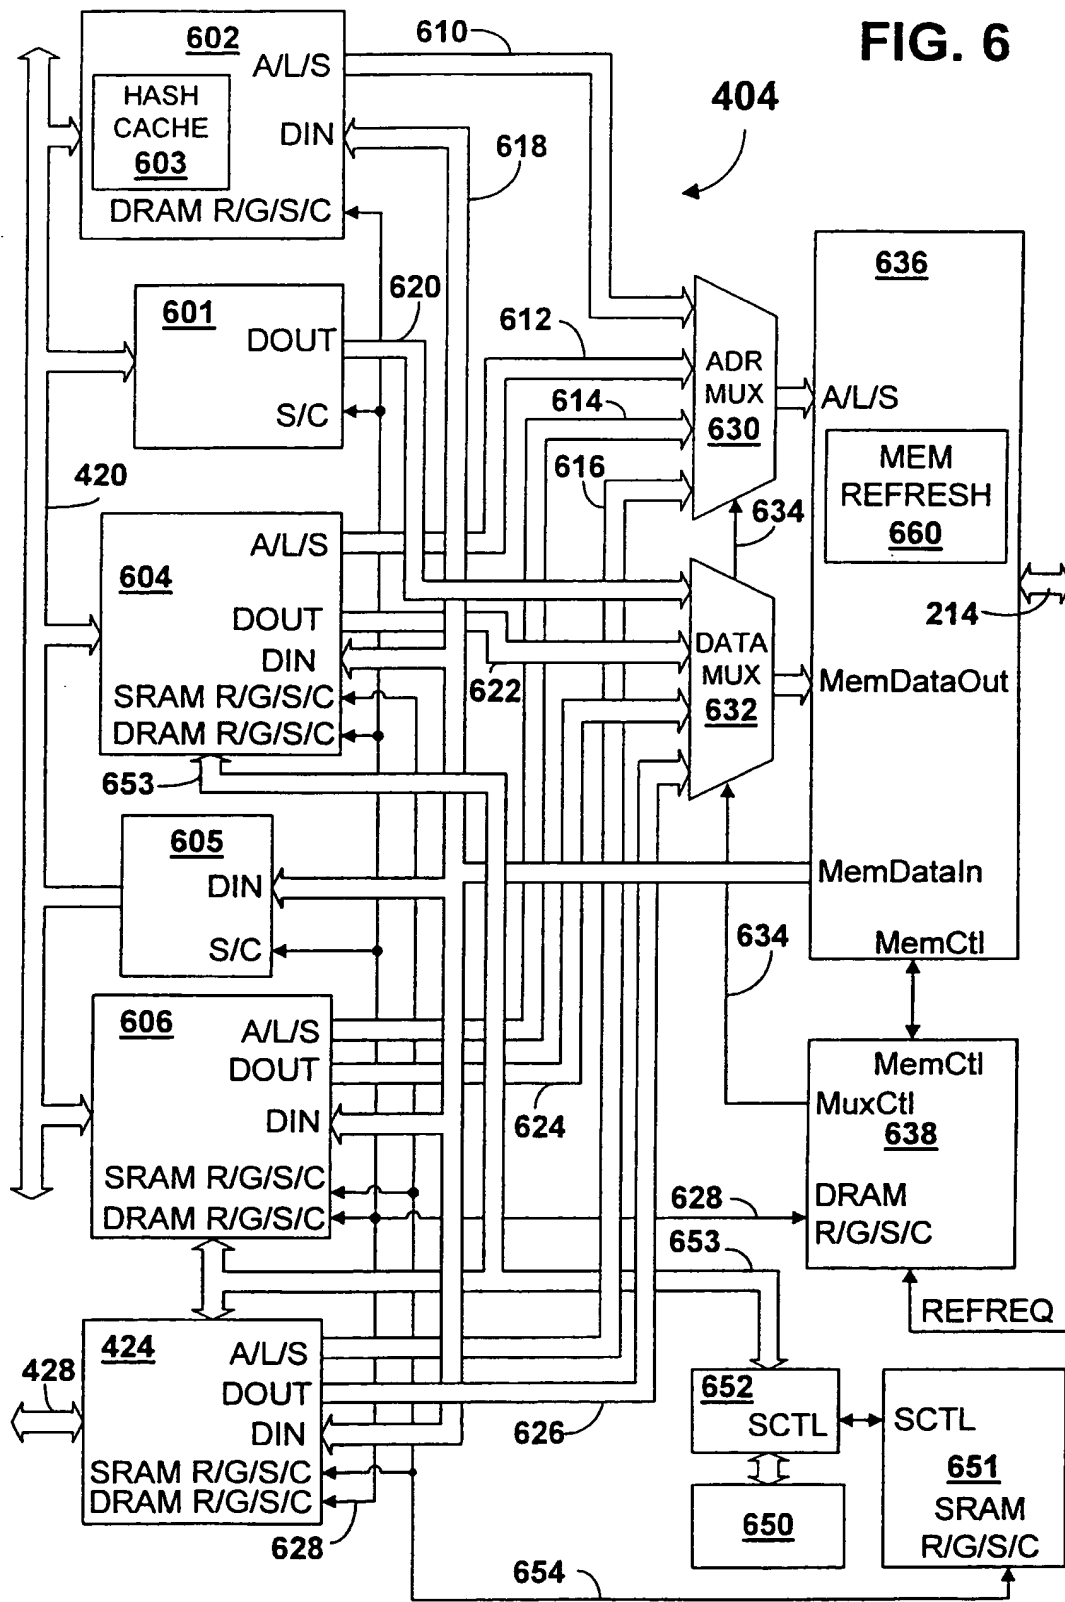 FIG. 6
404
602
A/L/S
HASH
CACHE
603
DIN
DRAM R/G/S/C
610
618
601
DOUT
S/C
620
612
614
616
420
ADR
MUX
630
634
636
A/L/S
MEM
REFRESH
660
214
MemDataOut
MemDataIn
MemCtl
604
A/L/S
DOUT
DIN
SRAM R/G/S/C
DRAM R/G/S/C
622
653
DATA
MUX
632
634
605
DIN
S/C
606
A/L/S
DOUT
DIN
SRAM R/G/S/C
DRAM R/G/S/C
624
628
MemCtl
MuxCtl
638
DRAM
R/G/S/C
653
REFREQ
424
A/L/S
DOUT
DIN
SRAM R/G/S/C
DRAM R/G/S/C
428
626
628
652
SCTL
650
SCTL
651
SRAM
R/G/S/C
654